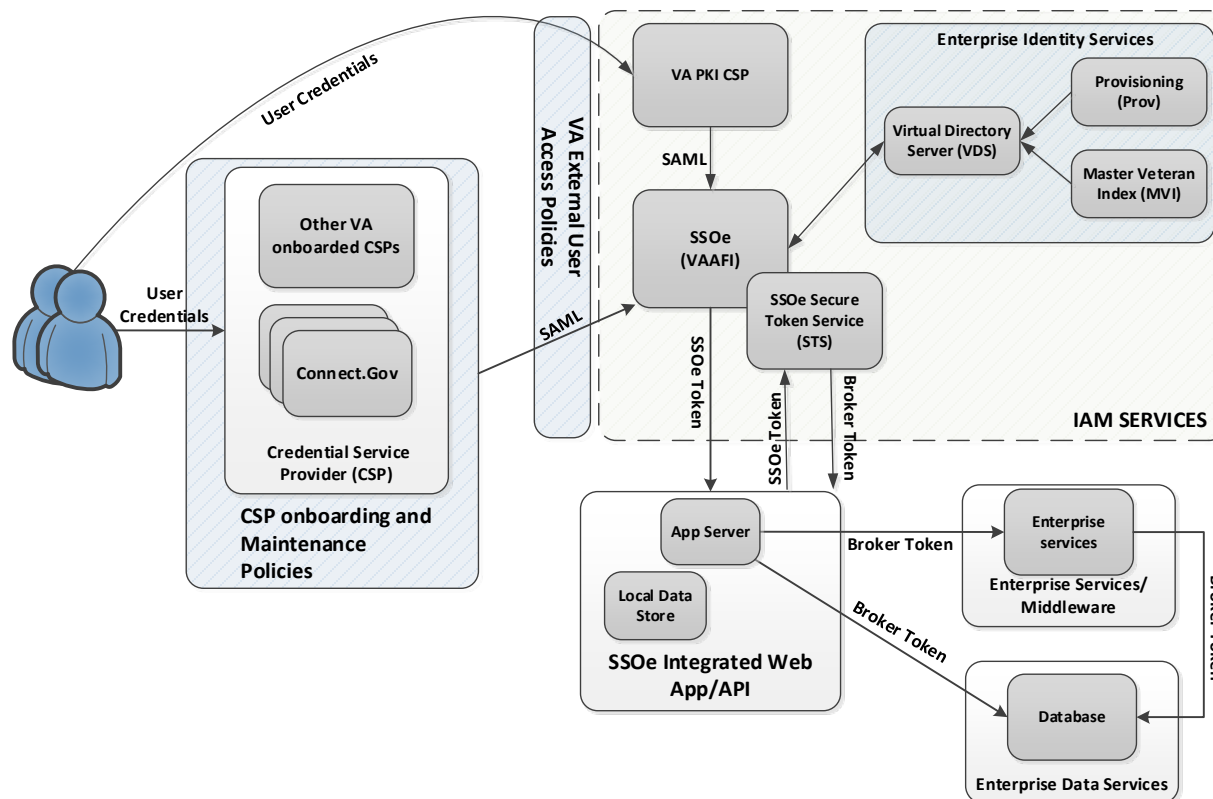 User Credentials
VA External User
Access Policies
VA PKI CSP
Enterprise Identity Services
Provisioning
(Prov)
Virtual Directory
Server (VDS)
Master Veteran
Index (MVI)
SAML
Other VA
onboarded CSPs
SSOe
(VAAFI)
User
Credentials
SSOe Secure
Token Service
(STS)
SAML
Connect.Gov
SSOe Token
SSOe Token
Broker Token
IAM SERVICES
Credential Service
Provider (CSP)
CSP onboarding and
Maintenance
Policies
App Server
Broker Token
Enterprise
services
Enterprise Services/
Middleware
Local Data
Store
Broker Token
Broker Token
SSOe Integrated Web
App/API
Database
Enterprise Data Services